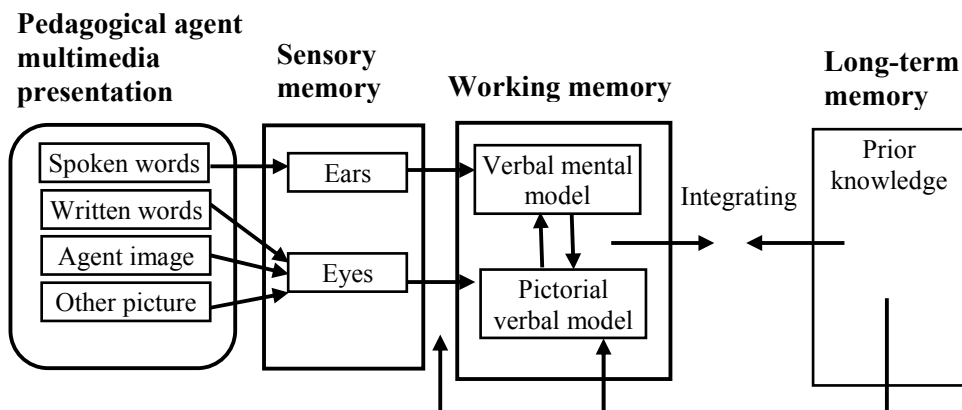 Pedagogical agent
multimedia
presentation
Sensory
memory
Working memory
Long-term
memory
Spoken words
Written words
Agent image
Other picture
Ears
Eyes
Verbal mental
model
Pictorial
verbal model
Integrating
Prior
knowledge